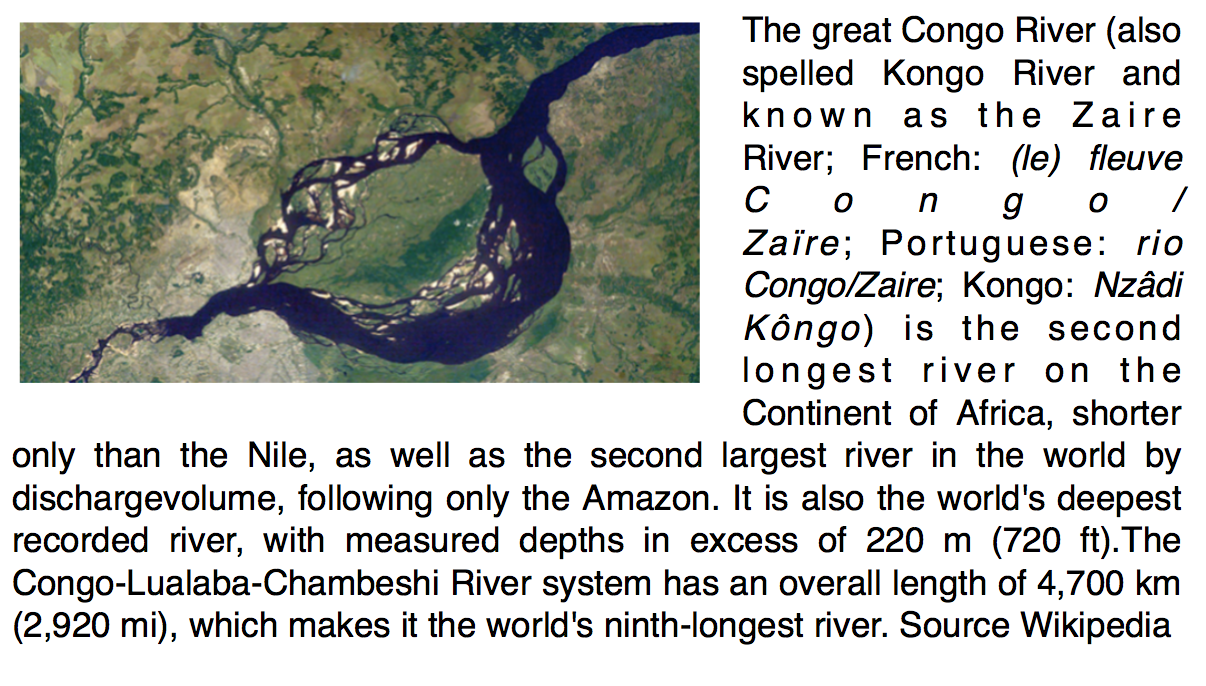 The great Congo River (also
spelled Kongo River and
known as the Zaire
River; French: (le) fleuve
Congo/
Zaïre; Portuguese: rio
Congo/Zaire; Kongo: Nzâdi
Kôngo) is the second
longest river on the
Continent of Africa, shorter
only than the Nile, as well as the second largest river in the world by
dischargevolume, following only the Amazon. It is also the world's deepest
recorded river, with measured depths in excess of 220 m (720 ft).The
Congo-Lualaba-Chambeshi River system has an overall length of 4,700 km
(2,920 mi), which makes it the world's ninth-longest river. Source Wikipedia